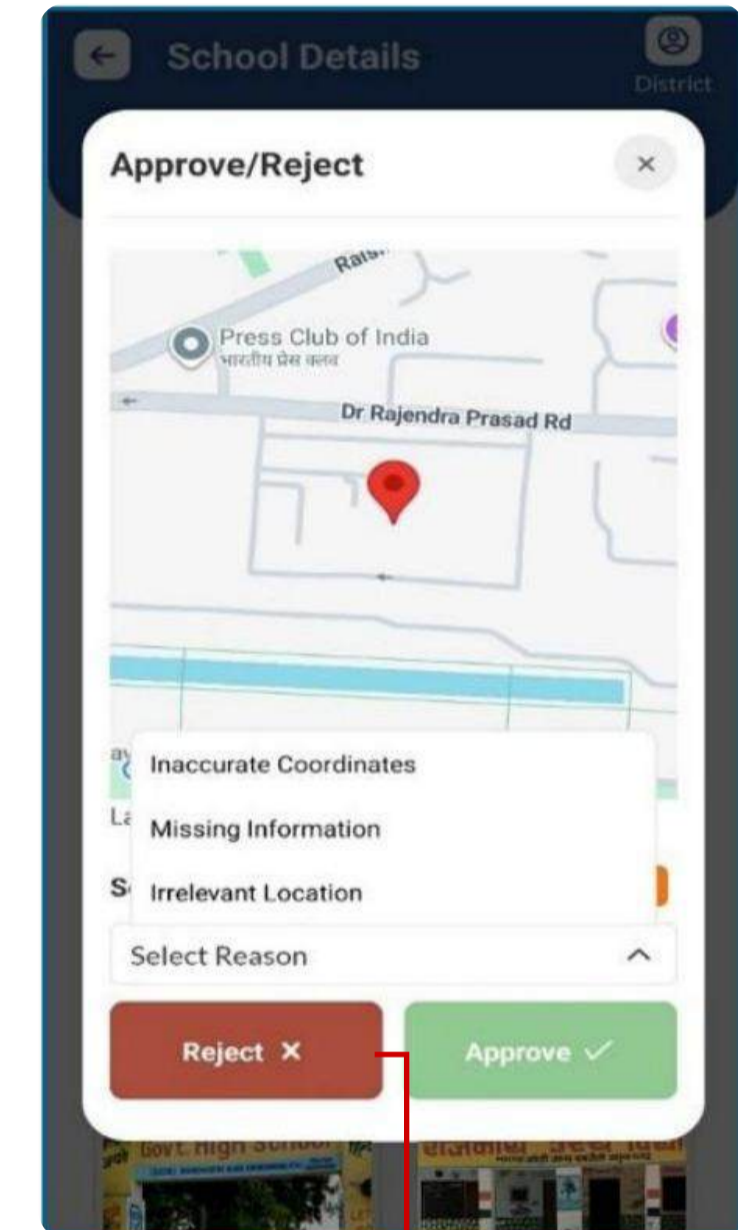 School Details
District
Approve/Reject
Press Club of India
भारतीय प्रेस क्लब
Dr Rajendra Prasad Rd
Inaccurate Coordinates
Missing Information
Irrelevant Location
Select Reason
Reject
Approve
Govt. High School